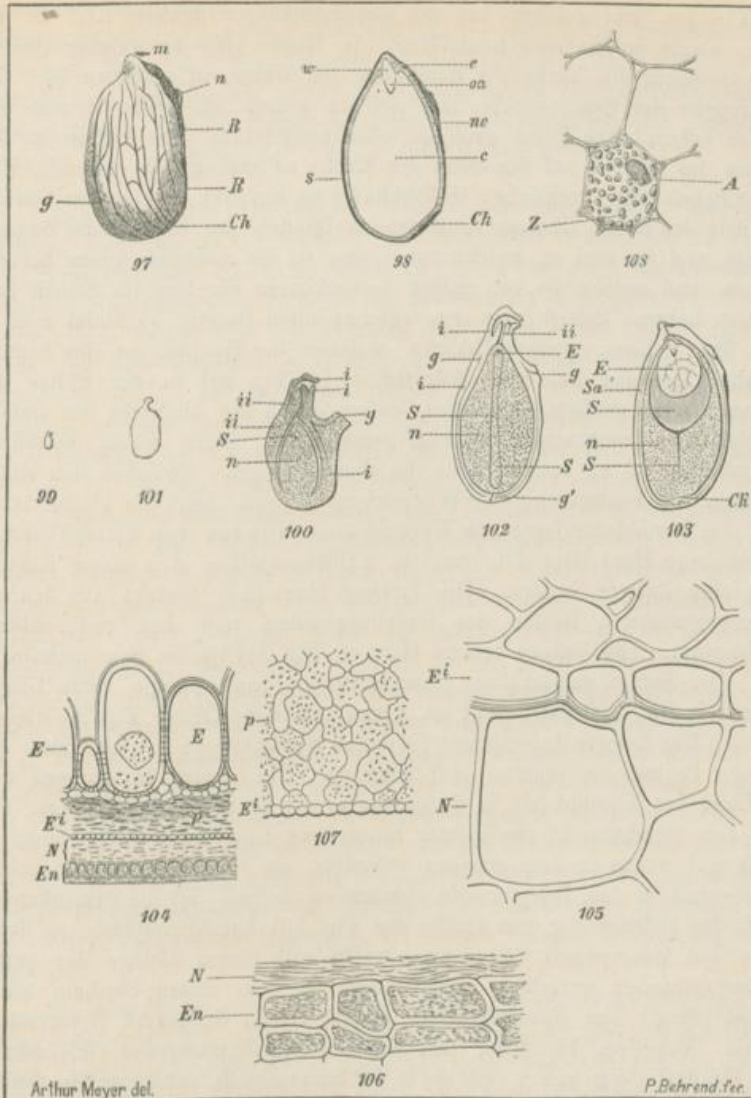 m
n
R
R
g
Ch
97
w
e
oa
ne
c
s
Ch
98
A
Z
108
99
101
i
i
ii
ii
g
S
n
i
100
i
ii
g
E
i
g
S
n
S
g'
102
E
Sa
S
n
S
Ch
103
E
E
p
Ei
N
En
104
p
Ei
107
Ei
N
105
N
En
106
Arthur Meyer del.
P. Behrend fec.